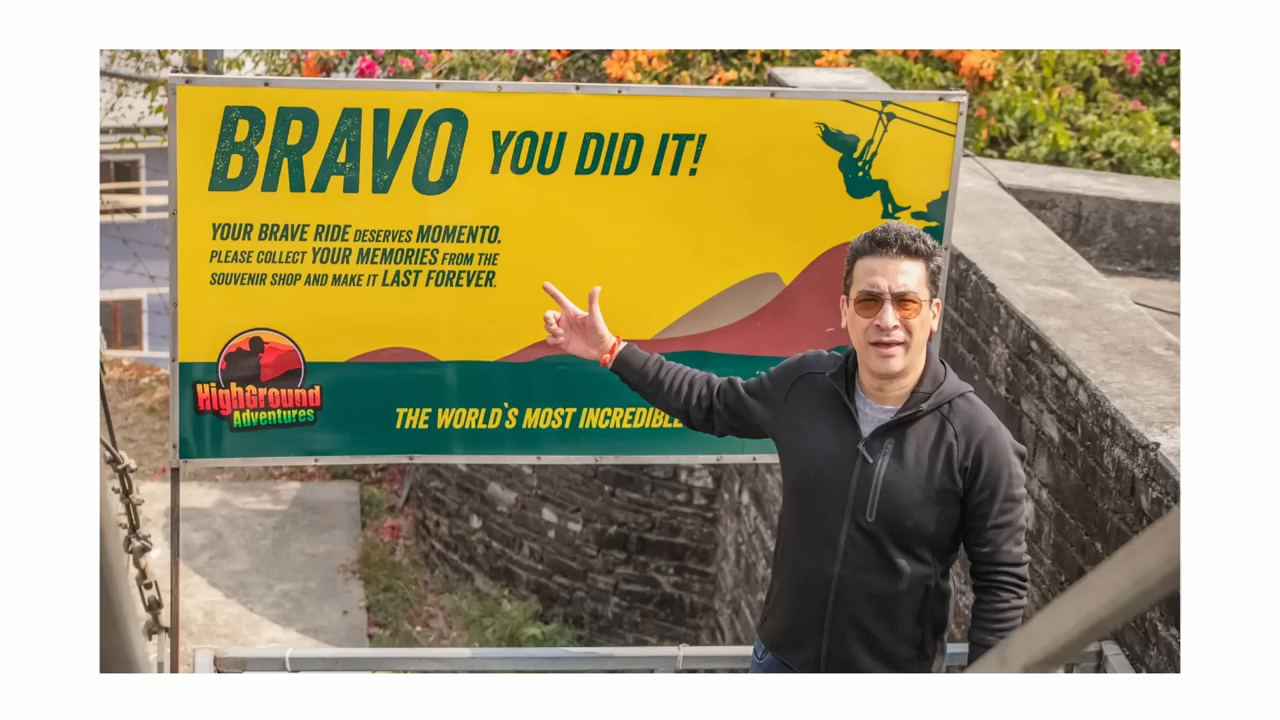 BRAVO YOU DID IT!
YOUR BRAVE RIDE DESERVES MOMENTO.
PLEASE COLLECT YOUR MEMORIES FROM THE
SOUVENIR SHOP AND MAKE IT LAST FOREVER.
HighGround
Adventures
THE WORLD`S MOST INCREDIBLE